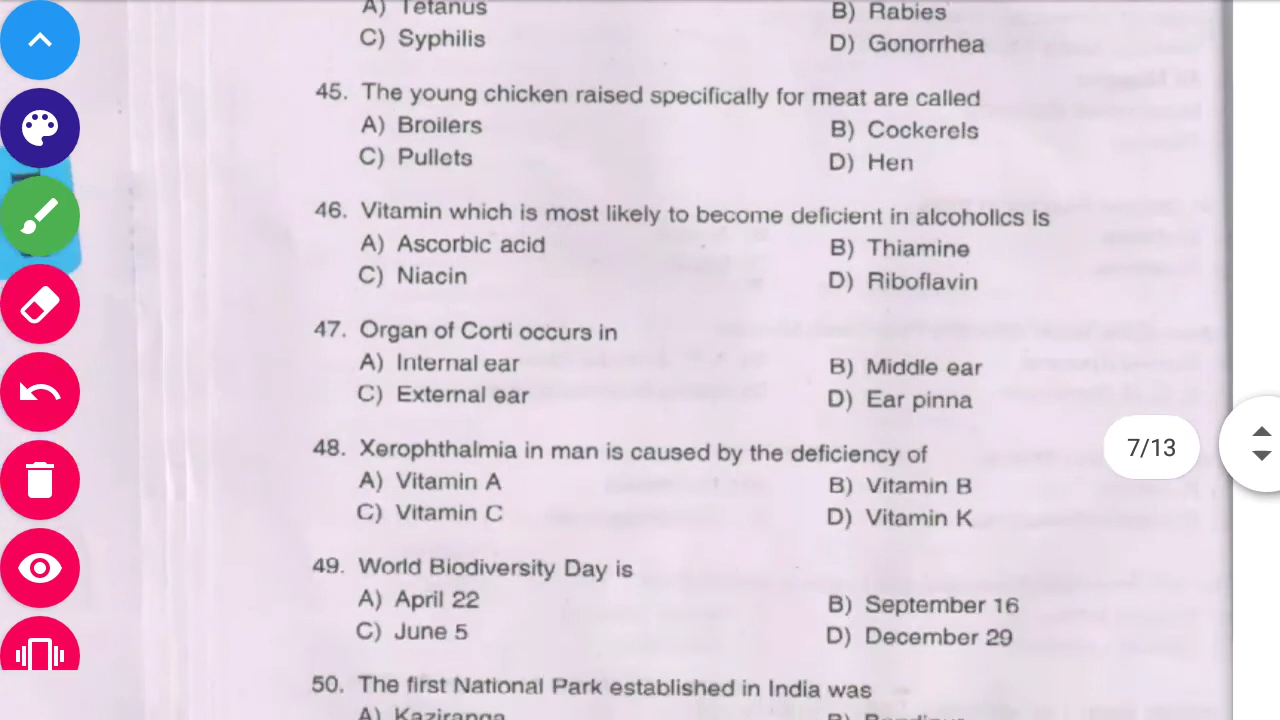 A) Tetanus B) Rabies
C) Syphilis D) Gonorrhea
45. The young chicken raised specifically for meat are called
A) Broilers B) Cockerels
C) Pullets D) Hen
46. Vitamin which is most likely to become deficient in alcoholics is
A) Ascorbic acid B) Thiamine
C) Niacin D) Riboflavin
47. Organ of Corti occurs in
A) Internal ear B) Middle ear
C) External ear D) Ear pinna
48. Xerophthalmia in man is caused by the deficiency of
A) Vitamin A B) Vitamin B
C) Vitamin C D) Vitamin K
7/13
49. World Biodiversity Day is
A) April 22 B) September 16
C) June 5 D) December 29
50. The first National Park established in India was
A) Kaziranga B)